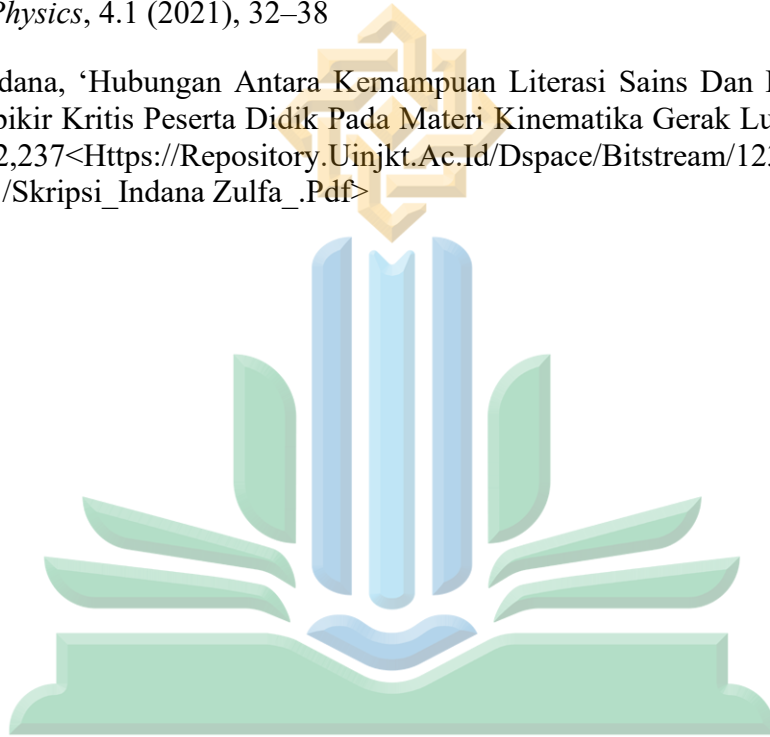 Physics, 4.1 (2021), 32–38
dana, ‘Hubungan Antara Kemampuan Literasi Sains Dan
pikir Kritis Peserta Didik Pada Materi Kinematika Gerak Lu
2,237<Https://Repository.Uinjkt.Ac.Id/Dspace/Bitstream/123
/Skripsi_Indana Zulfa_.Pdf>